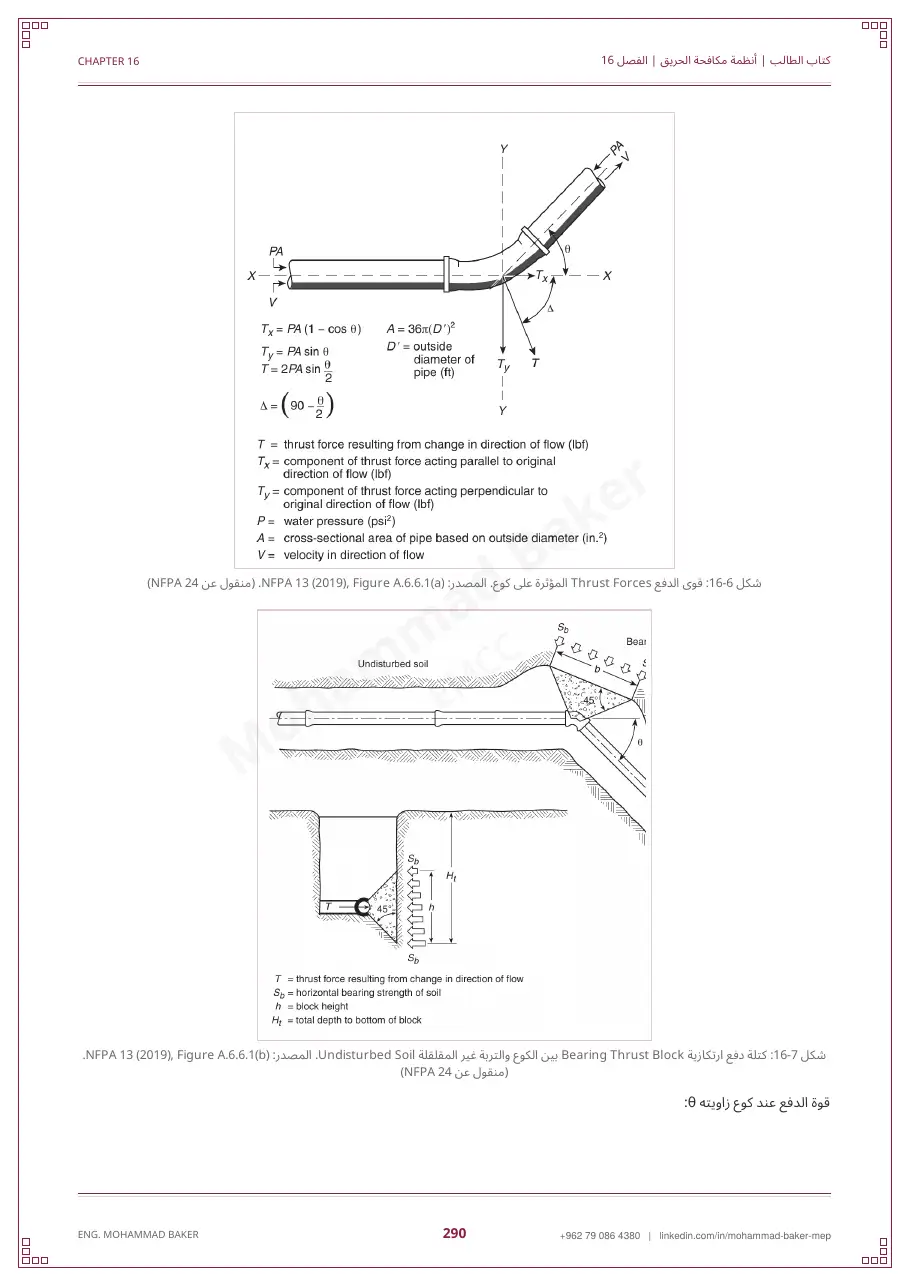 CHAPTER 16
كتاب الطالب | أنظمة مكافحة الحريق | الفصل 16
Y
PA
V
θ
PA
X
Tx
X
V
Δ
Tx = PA (1 − cos θ)
A = 36π(D′)²
Ty = PA sin θ
D′ = outside
diameter of
pipe (ft)
T = 2PA sin θ/2
Ty
T
Δ = (90 − θ/2)
Y
T = thrust force resulting from change in direction of flow (lbf)
Tx = component of thrust force acting parallel to original
direction of flow (lbf)
Ty = component of thrust force acting perpendicular to
original direction of flow (lbf)
P = water pressure (psi²)
A = cross-sectional area of pipe based on outside diameter (in.²)
V = velocity in direction of flow
Mohammad Baker
PMCC
شكل 6-16: قوى الدفع Thrust Forces المؤثرة على كوع. المصدر: NFPA 13 (2019), Figure A.6.6.1(a). (منقول عن NFPA 24)
Sb
Bear
Undisturbed soil
b
S
45°
θ
Sb
Ht
T
45°
h
Sb
T = thrust force resulting from change in direction of flow
Sb = horizontal bearing strength of soil
h = block height
Ht = total depth to bottom of block
شكل 7-16: كتلة دفع ارتكازية Bearing Thrust Block بين الكوع والتربة غير المقلقلة Undisturbed Soil. المصدر: NFPA 13 (2019), Figure A.6.6.1(b).
(منقول عن NFPA 24)
قوة الدفع عند كوع زاويته θ:
ENG. MOHAMMAD BAKER
290
+962 79 086 4380 | linkedin.com/in/mohammad-baker-mep